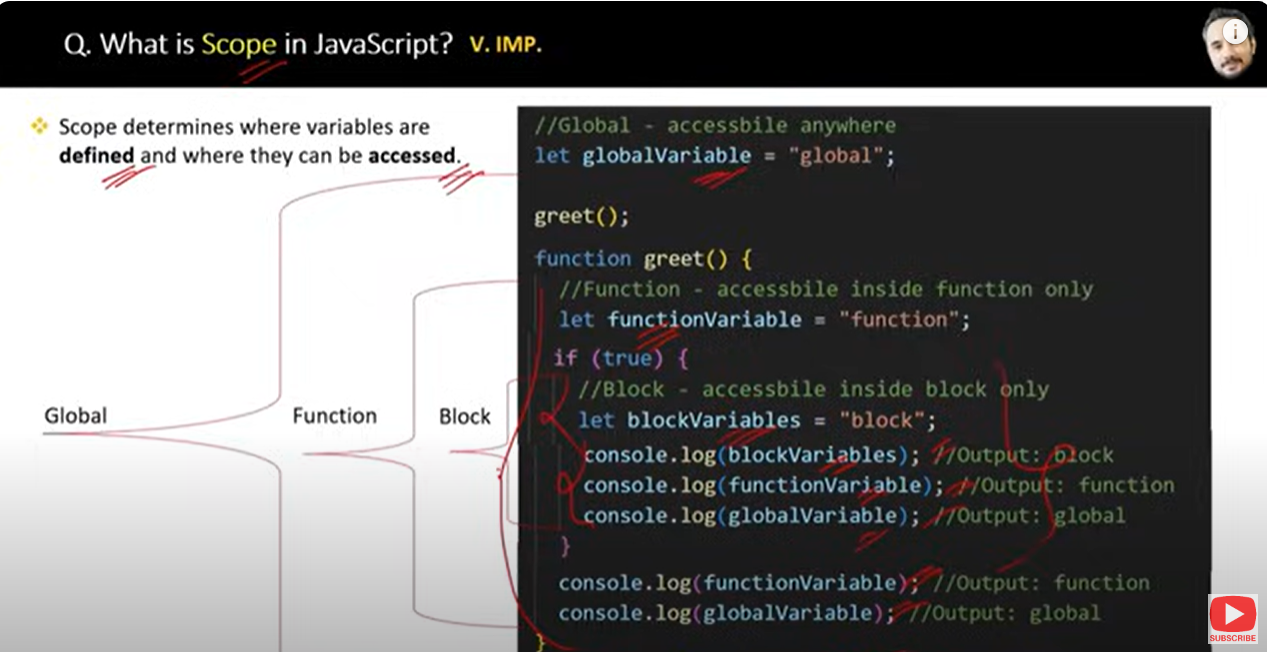 Q. What is Scope in JavaScript? V. IMP.
i
Scope determines where variables are
defined and where they can be accessed.
Global
Function
Block
//Global - accessbile anywhere
let globalVariable = "global";
greet();
function greet() {
//Function - accessbile inside function only
let functionVariable = "function";
if (true) {
//Block - accessbile inside block only
let blockVariables = "block";
console.log(blockVariables); //Output: block
console.log(functionVariable); //Output: function
console.log(globalVariable); //Output: global
}
console.log(functionVariable); //Output: function
console.log(globalVariable); //Output: global
}
SUBSCRIBE